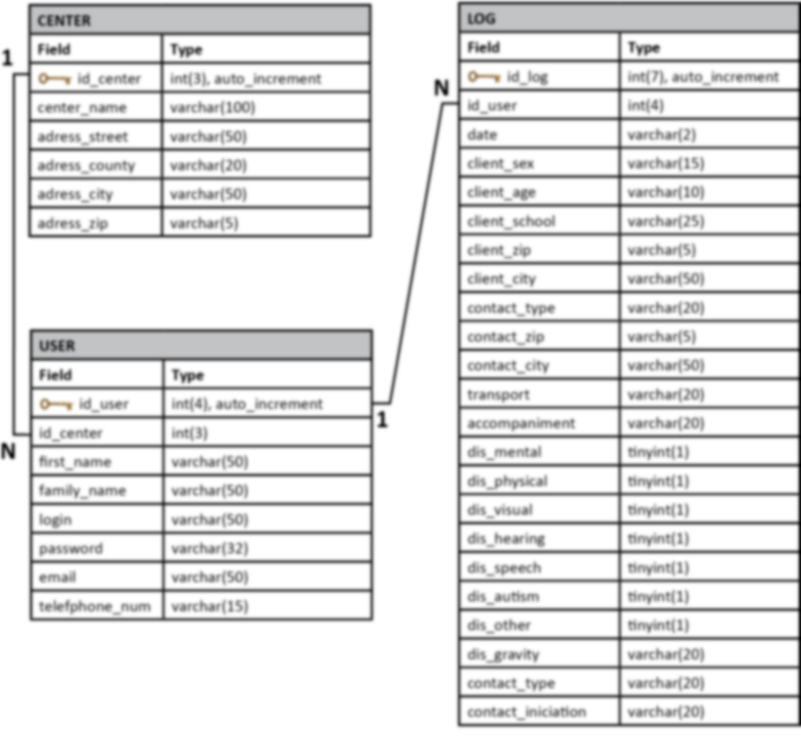 CENTER
Field Type
id_center int(3), auto_increment
center_name varchar(100)
adress_street varchar(50)
adress_county varchar(20)
adress_city varchar(50)
adress_zip varchar(5)
1
N
USER
Field Type
id_user int(4), auto_increment
id_center int(3)
first_name varchar(50)
family_name varchar(50)
login varchar(50)
password varchar(32)
email varchar(50)
telefphone_num varchar(15)
1
N
LOG
Field Type
id_log int(7), auto_increment
id_user int(4)
date varchar(2)
client_sex varchar(15)
client_age varchar(10)
client_school varchar(25)
client_zip varchar(5)
client_city varchar(50)
contact_type varchar(20)
contact_zip varchar(5)
contact_city varchar(50)
transport varchar(20)
accompaniment varchar(20)
dis_mental tinyint(1)
dis_physical tinyint(1)
dis_visual tinyint(1)
dis_hearing tinyint(1)
dis_speech tinyint(1)
dis_autism tinyint(1)
dis_other tinyint(1)
dis_gravity varchar(20)
contact_type varchar(20)
contact_iniciation varchar(20)